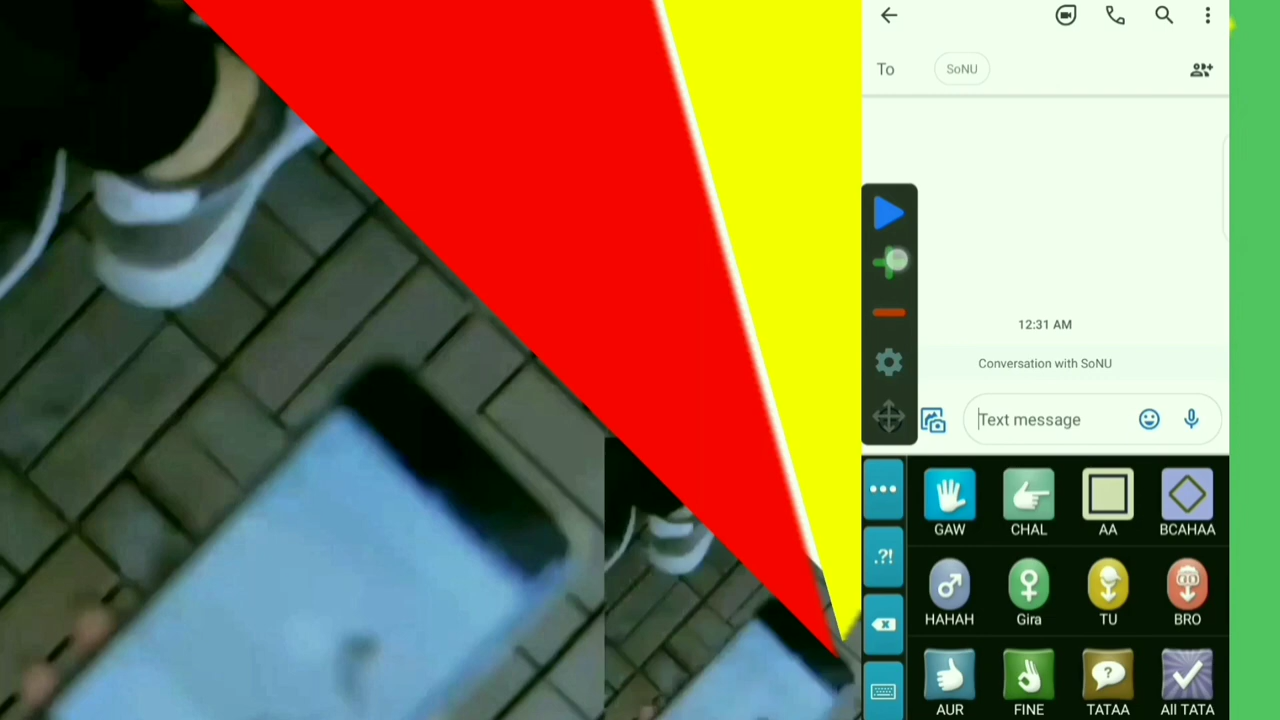 To SoNU
12:31 AM
Conversation with SoNU
Text message
.?!
GAW CHAL AA BCAHAA
HAHAH Gira TU BRO
?
AUR FINE TATAA All TATA